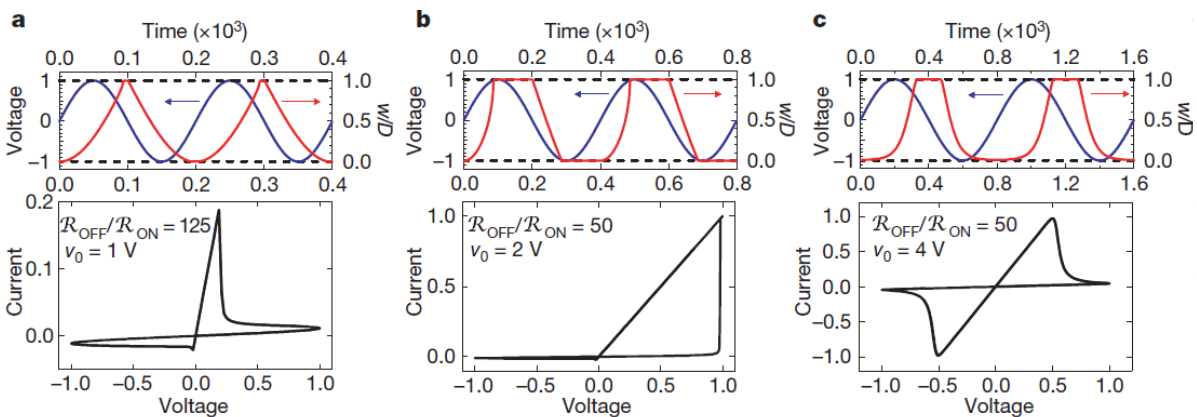 a
Time (×10³)
0.0 0.1 0.2 0.3 0.4
Voltage
1
0
−1
1.0
0.5
0.0
w/D
0.0 0.1 0.2 0.3 0.4
Current
0.2
0.1
0.0
ℛOFF/ℛON = 125
v0 = 1 V
−1.0 −0.5 0.0 0.5 1.0
Voltage
b
Time (×10³)
0.0 0.2 0.4 0.6 0.8
Voltage
1
0
−1
1.0
0.5
0.0
w/D
0.0 0.2 0.4 0.6 0.8
Current
1.0
0.5
0.0
ℛOFF/ℛON = 50
v0 = 2 V
−1.0 −0.5 0.0 0.5 1.0
Voltage
c
Time (×10³)
0.0 0.4 0.8 1.2 1.6
Voltage
1
0
−1
1.0
0.5
0.0
w/D
0.0 0.4 0.8 1.2 1.6
Current
1.0
0.5
0.0
−0.5
−1.0
ℛOFF/ℛON = 50
v0 = 4 V
−1.0 −0.5 0.0 0.5 1.0
Voltage